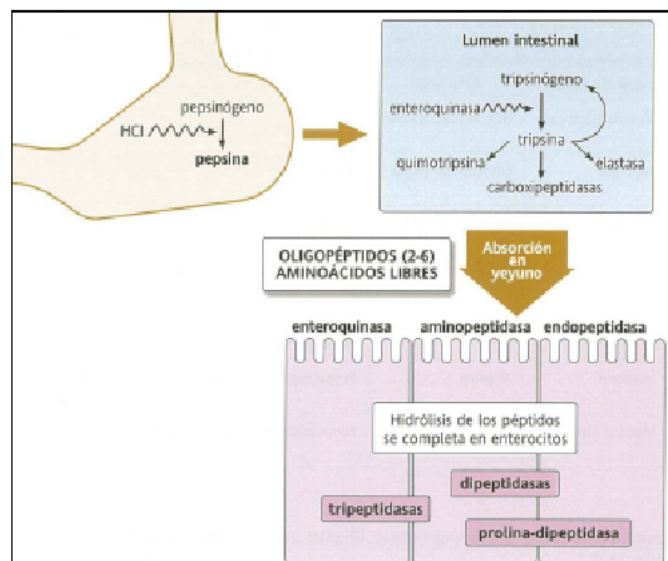 pepsinógeno
HCl
pepsina
Lumen intestinal
tripsinógeno
enteroquinasa
tripsina
quimotripsina
elastasa
carboxipeptidasas
OLIGOPÉPTIDOS (2-6)
AMINOÁCIDOS LIBRES
Absorción
en
yeyuno
enteroquinasa
aminopeptidasa
endopeptidasa
Hidrólisis de los péptidos
se completa en enterocitos
dipeptidasas
tripeptidasas
prolina-dipeptidasa